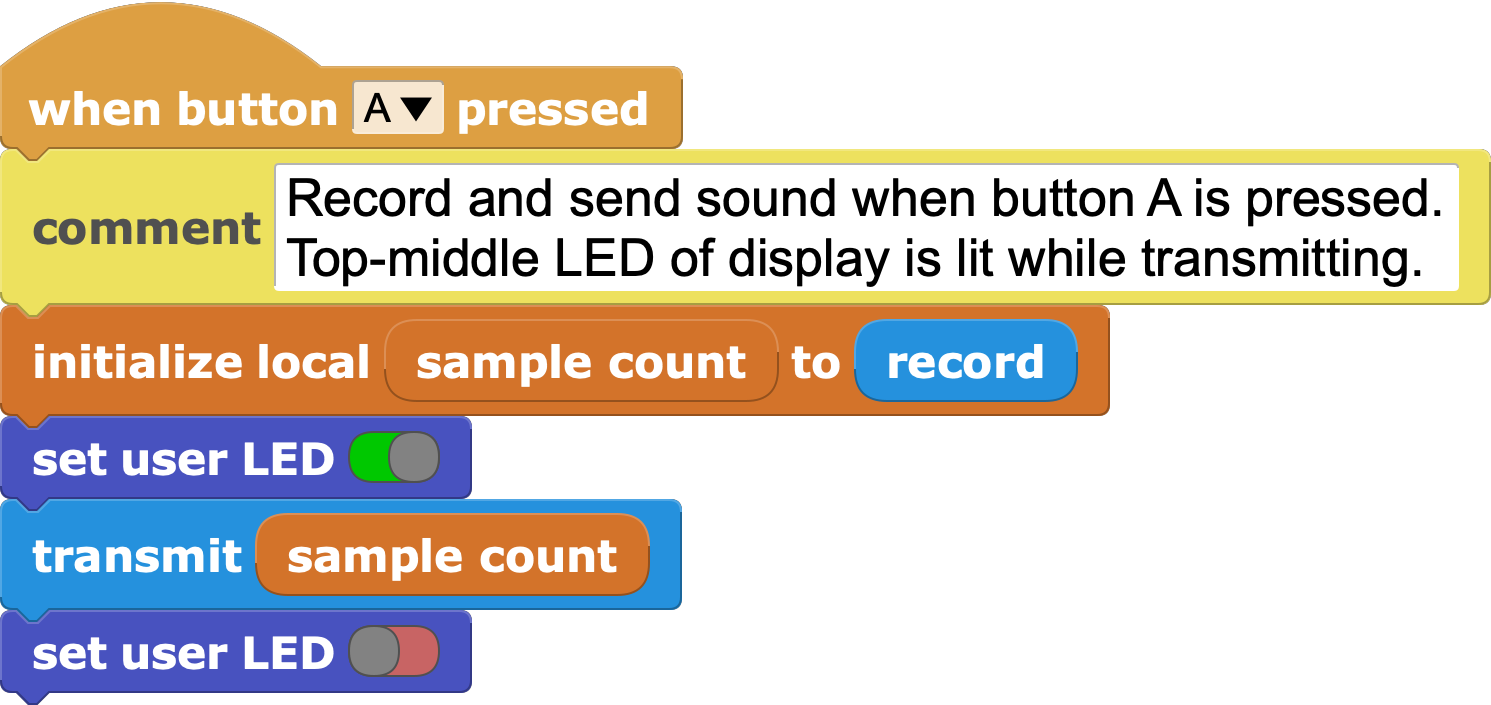 when button A ▼ pressed
comment Record and send sound when button A is pressed.
Top-middle LED of display is lit while transmitting.
initialize local sample count to record
set user LED
transmit sample count
set user LED